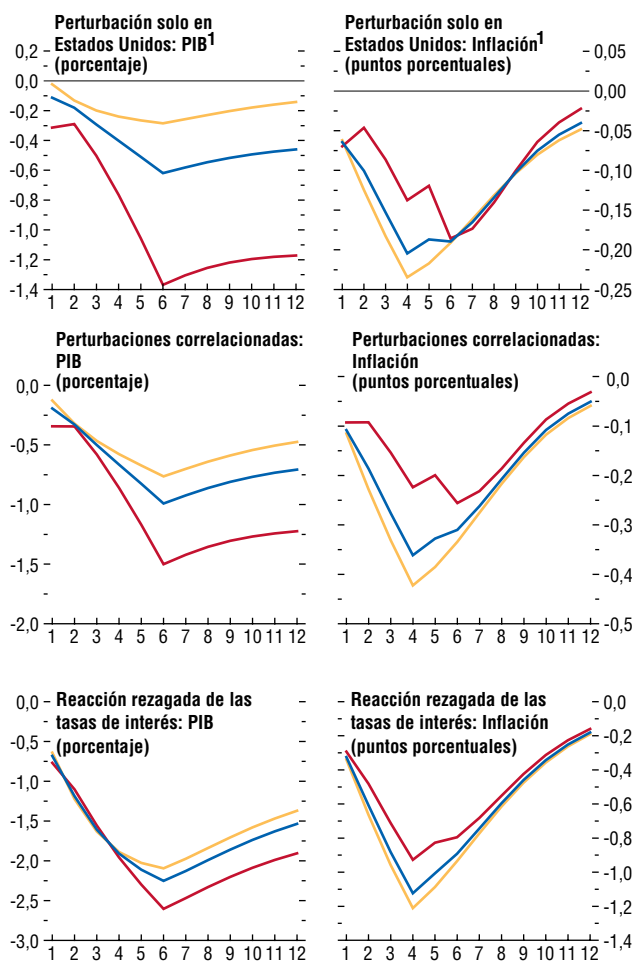 Perturbación solo en
Estados Unidos: PIB1
(porcentaje)
0,2
0,0
-0,2
-0,4
-0,6
-0,8
-1,0
-1,2
-1,4
1 2 3 4 5 6 7 8 9 10 11 12
Perturbación solo en
Estados Unidos: Inflación1
(puntos porcentuales)
0,05
0,00
-0,05
-0,10
-0,15
-0,20
-0,25
1 2 3 4 5 6 7 8 9 10 11 12
Perturbaciones correlacionadas:
PIB
(porcentaje)
0,0
-0,5
-1,0
-1,5
-2,0
1 2 3 4 5 6 7 8 9 10 11 12
Perturbaciones correlacionadas:
Inflación
(puntos porcentuales)
0,0
-0,1
-0,2
-0,3
-0,4
-0,5
1 2 3 4 5 6 7 8 9 10 11 12
Reacción rezagada de las
tasas de interés: PIB
(porcentaje)
0,0
-0,5
-1,0
-1,5
-2,0
-2,5
-3,0
1 2 3 4 5 6 7 8 9 10 11 12
Reacción rezagada de las
tasas de interés: Inflación
(puntos porcentuales)
0,0
-0,2
-0,4
-0,6
-0,8
-1,0
-1,2
-1,4
1 2 3 4 5 6 7 8 9 10 11 12